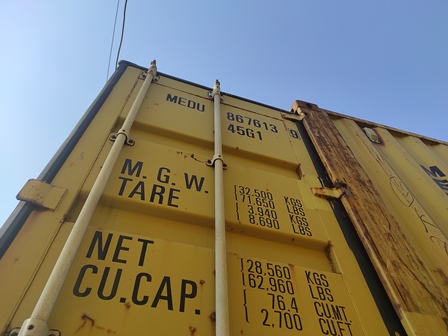 MEDU 867613 9
45G1
M.G.W. 32,500 KGS
71,650 LBS
TARE 3,940 KGS
8,690 LBS
NET 28,560 KGS
62,960 LBS
CU.CAP. 76.4 CU.MT.
2,700 CU.FT.